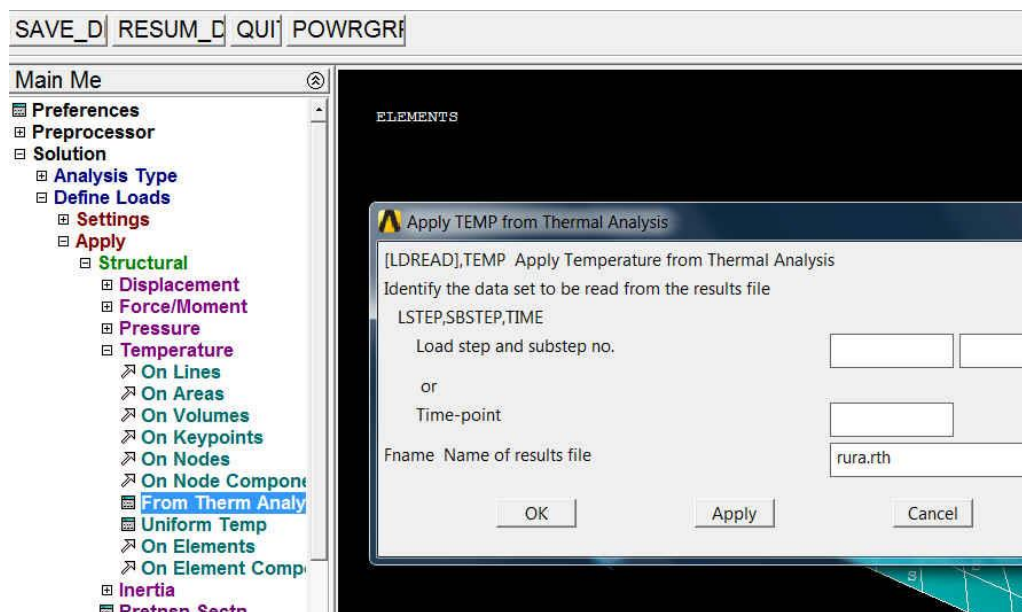 SAVE_D RESUM_D QUIT POWRGRH
Main Me
Preferences
Preprocessor
Solution
Analysis Type
Define Loads
Settings
Apply
Structural
Displacement
Force/Moment
Pressure
Temperature
On Lines
On Areas
On Volumes
On Keypoints
On Nodes
On Node Compone
From Therm Analy
Uniform Temp
On Elements
On Element Comp
Inertia
Pretnsn Sectn
ELEMENTS
Apply TEMP from Thermal Analysis
[LDREAD],TEMP Apply Temperature from Thermal Analysis
Identify the data set to be read from the results file
LSTEP,SBSTEP,TIME
Load step and substep no.
or
Time-point
Fname Name of results file
rura.rth
OK Apply Cancel
S